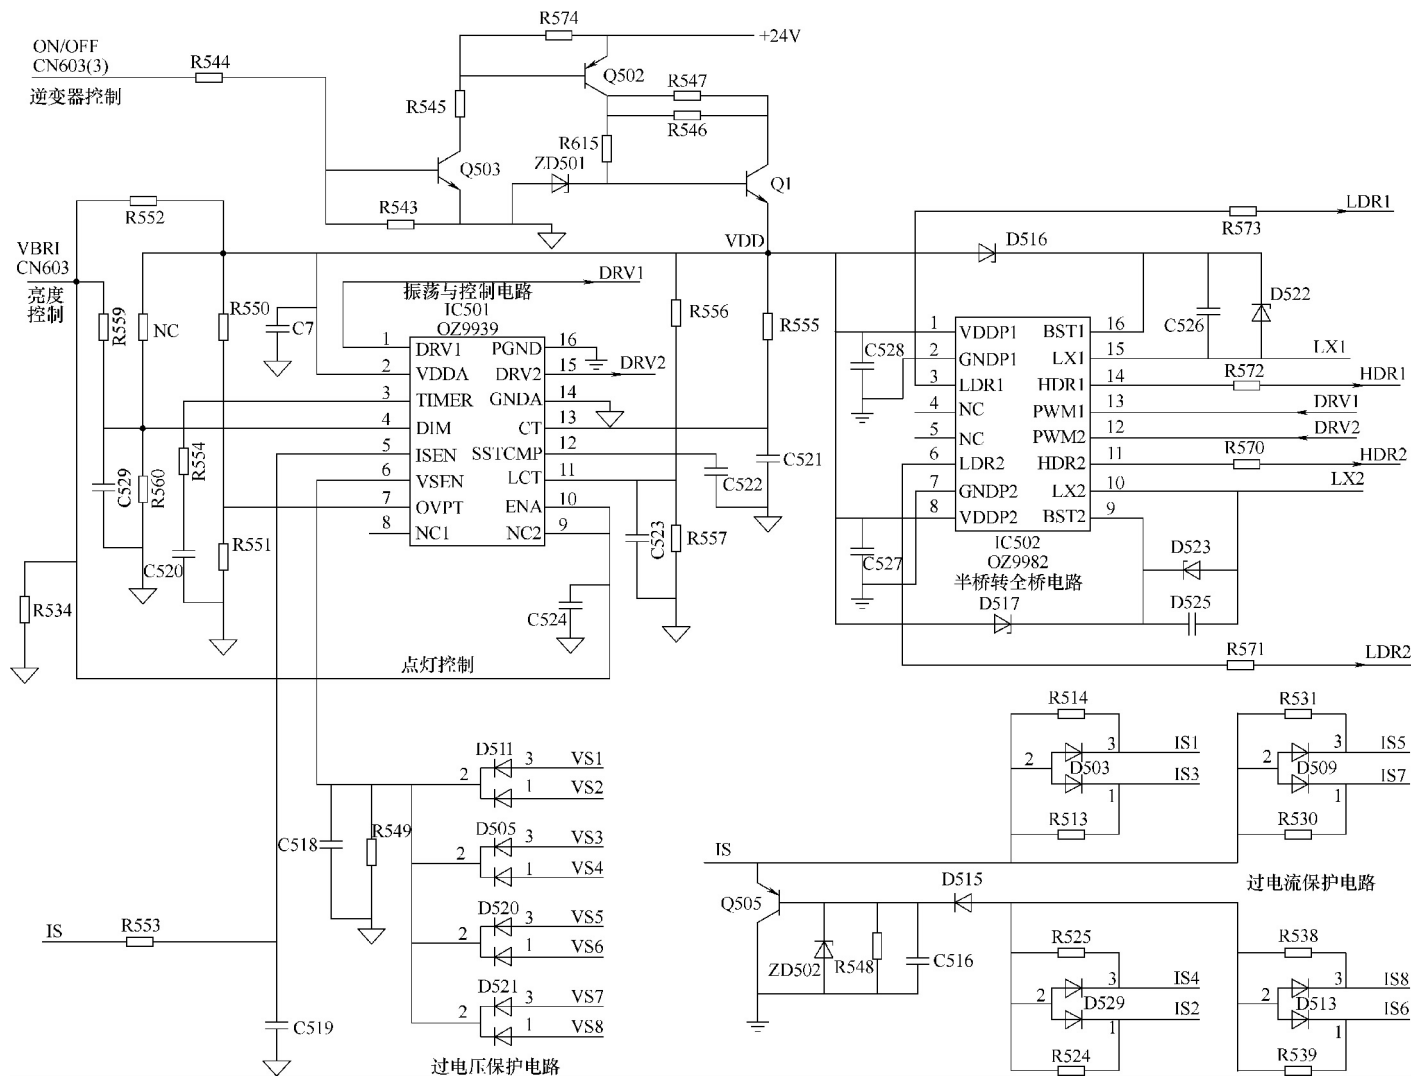 R574
+24V
ON/OFF
CN603(3)
逆变器控制
R544
Q502
R547
R546
R545
R615
ZD501
Q503
Q1
R543
R552
VBRI
CN603
亮度
控制
VDD
D516
LDR1
R573
R559
NC
R550
C7
振荡与控制电路
DRV1
IC501
OZ9939
R556
R555
C526
D522
1 DRV1 PGND 16
2 VDDA DRV2 15 DRV2
3 TIMER GNDA 14
4 DIM CT 13
5 ISEN SSTCMP 12
6 VSEN LCT 11
7 OVPT ENA 10
8 NC1 NC2 9
C528
1 VDDP1 BST1 16
2 GNDP1 LX1 15 LX1
3 LDR1 HDR1 14 R572 HDR1
4 NC PWM1 13 DRV1
5 NC PWM2 12 DRV2
6 LDR2 HDR2 11 R570 HDR2
7 GNDP2 LX2 10 LX2
8 VDDP2 BST2 9
IC502
OZ9982
半桥转全桥电路
C529
R560
R554
C520
R551
C522
C521
C523
R557
C524
C527
D523
D517
D525
R534
点灯控制
R571
LDR2
D511
2 3 VS1
1 VS2
C518
R549
D505
2 3 VS3
1 VS4
D520
2 3 VS5
1 VS6
D521
2 3 VS7
1 VS8
过电压保护电路
IS
R553
C519
R514
2 3 IS1
D503
1 IS3
R513
R531
2 3 IS5
D509
1 IS7
R530
IS
过电流保护电路
Q505
D515
ZD502
R548
C516
R525
2 3 IS4
D529
1 IS2
R524
R538
2 3 IS8
D513
1 IS6
R539